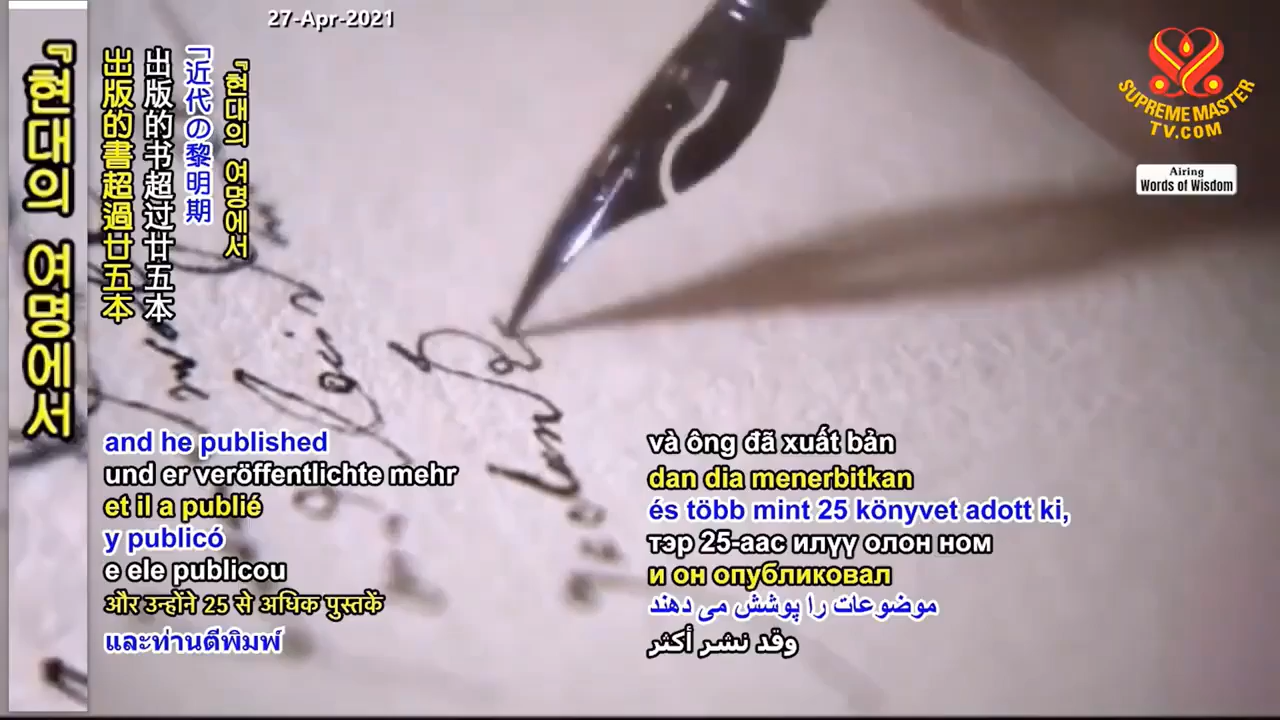 27-Apr-2021
SUPREME MASTER
TV.COM
Airing
Words of Wisdom
『현대의 여명에서
出版的書超過廿五本
出版的书超过廿五本
「近代の黎明期
『현대의 여명에서
and he published
und er veröffentlichte mehr
et il a publié
y publicó
e ele publicou
और उन्होंने 25 से अधिक पुस्तकें
และท่านตีพิมพ์
và ông đã xuất bản
dan dia menerbitkan
és több mint 25 könyvet adott ki,
тэр 25-аас илүү олон ном
и он опубликовал
موضوعات را پوشش می دهند
وقد نشر أكثر